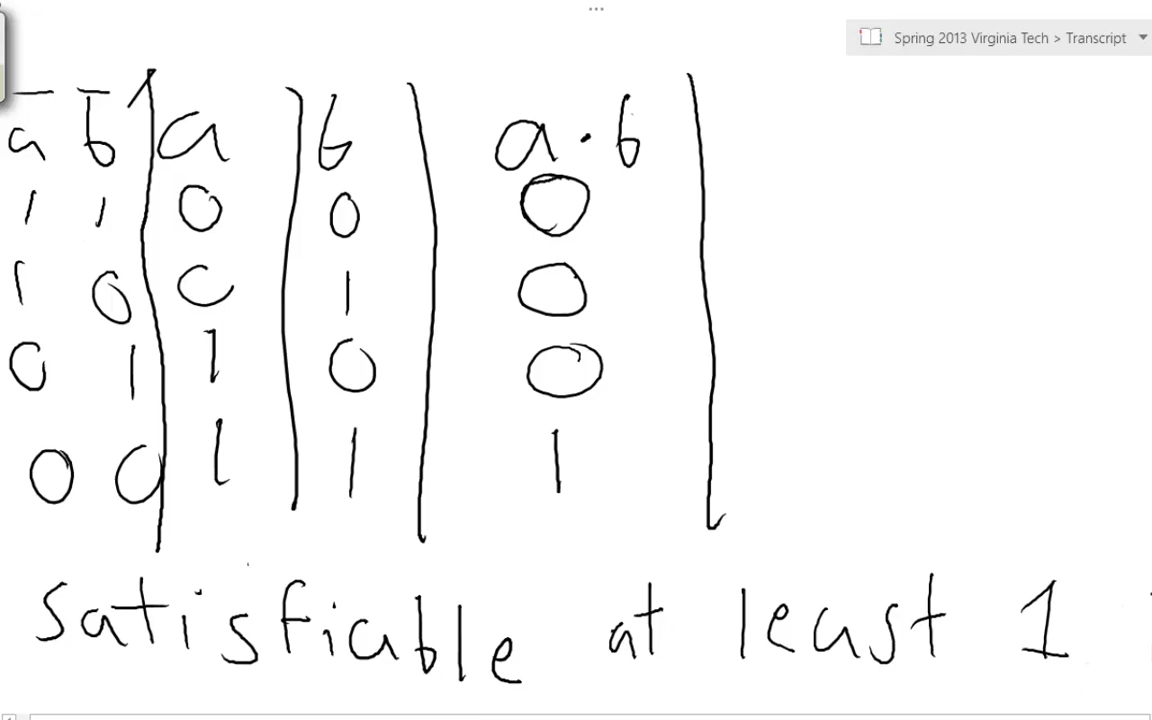 Spring 2013 Virginia Tech > Transcript
a̅ b̅ a b a · b
1 1 0 0 0
1 0 0 1 0
0 1 1 0 0
0 0 1 1 1
satisfiable at least 1